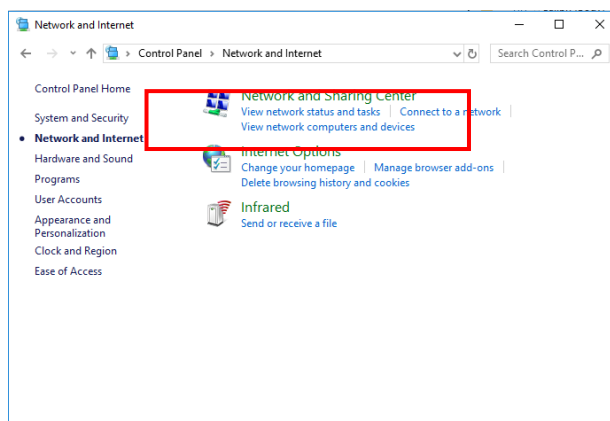 Network and Internet
Control Panel > Network and Internet
Search Control P...
Control Panel Home
System and Security
Network and Internet
Hardware and Sound
Programs
User Accounts
Appearance and
Personalization
Clock and Region
Ease of Access
Network and Sharing Center
View network status and tasks | Connect to a network
View network computers and devices
Internet Options
Change your homepage | Manage browser add-ons
Delete browsing history and cookies
Infrared
Send or receive a file